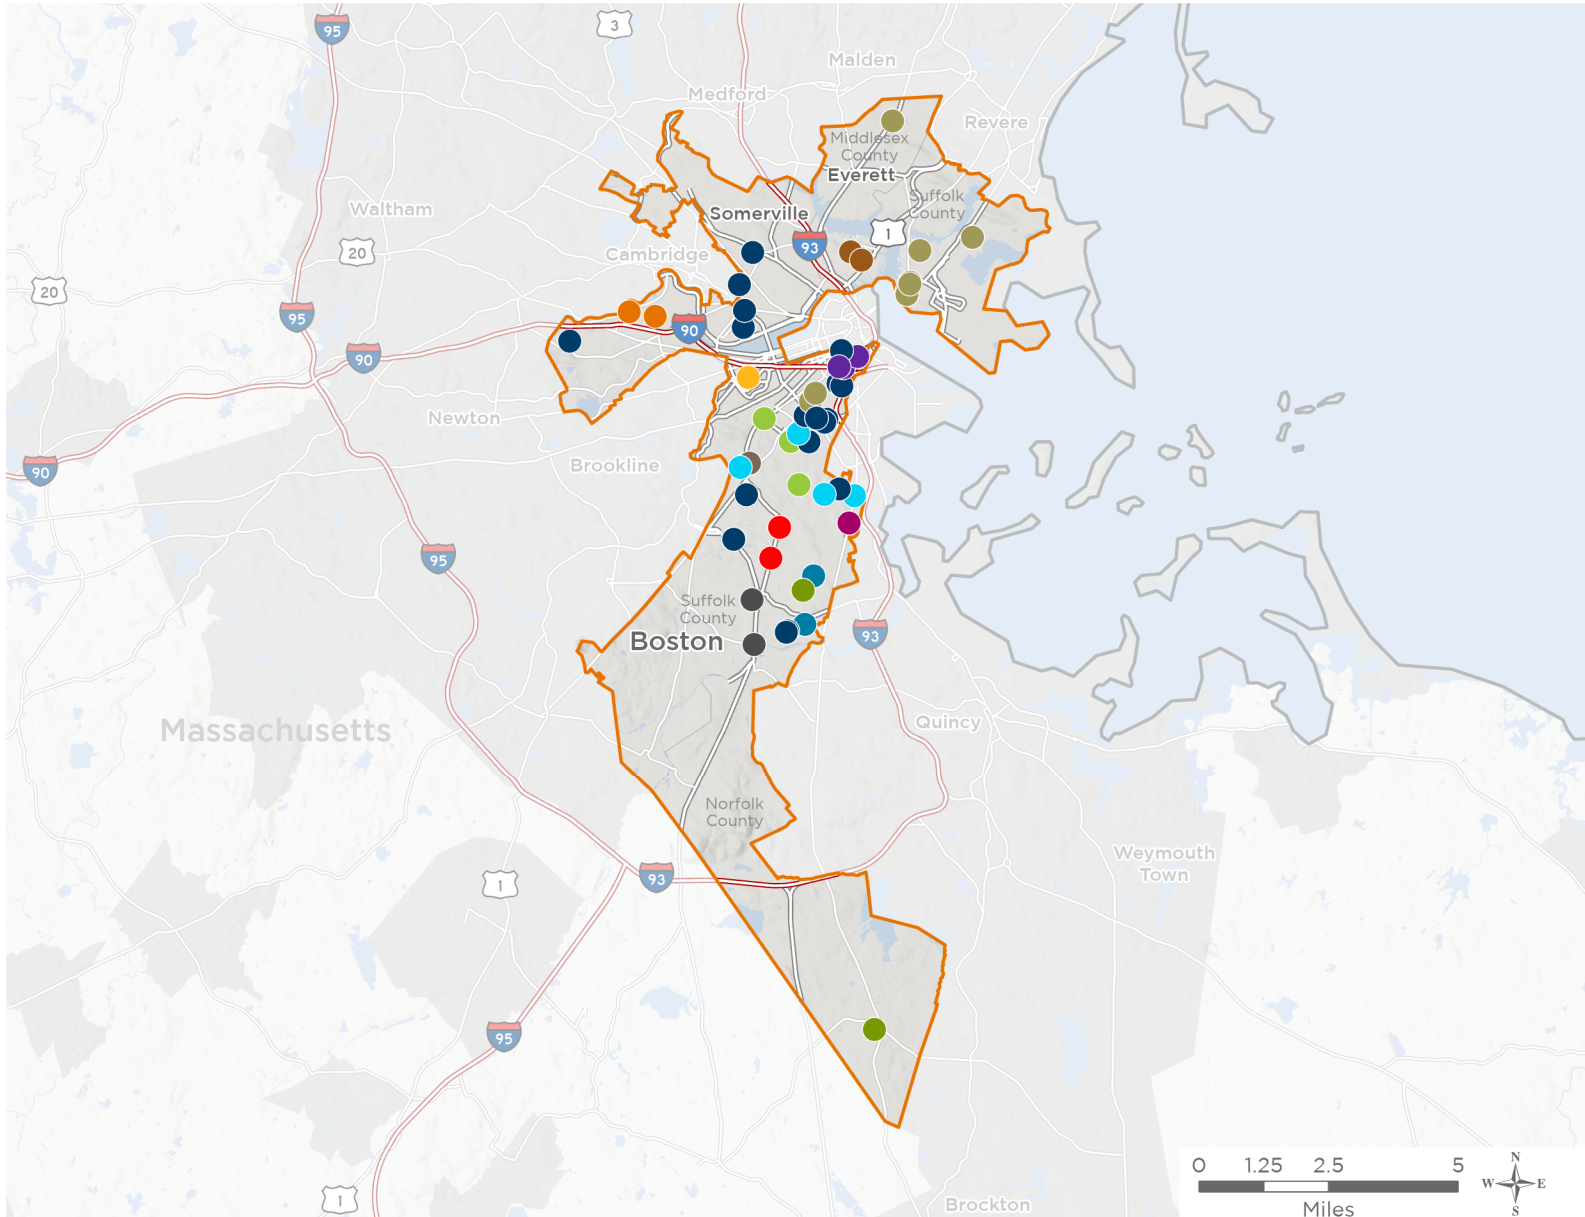 95
3
Malden
Medford
Revere
Middlesex
County
Everett
Waltham
Suffolk
County
Somerville
1
93
20
Cambridge
20
95
90
90
Newton
Brookline
90
95
Suffolk
County
Boston
93
Massachusetts
Quincy
Norfolk
County
Weymouth
Town
93
1
95
1
Brockton
0 1.25 2.5 5
Miles
N
W E
S